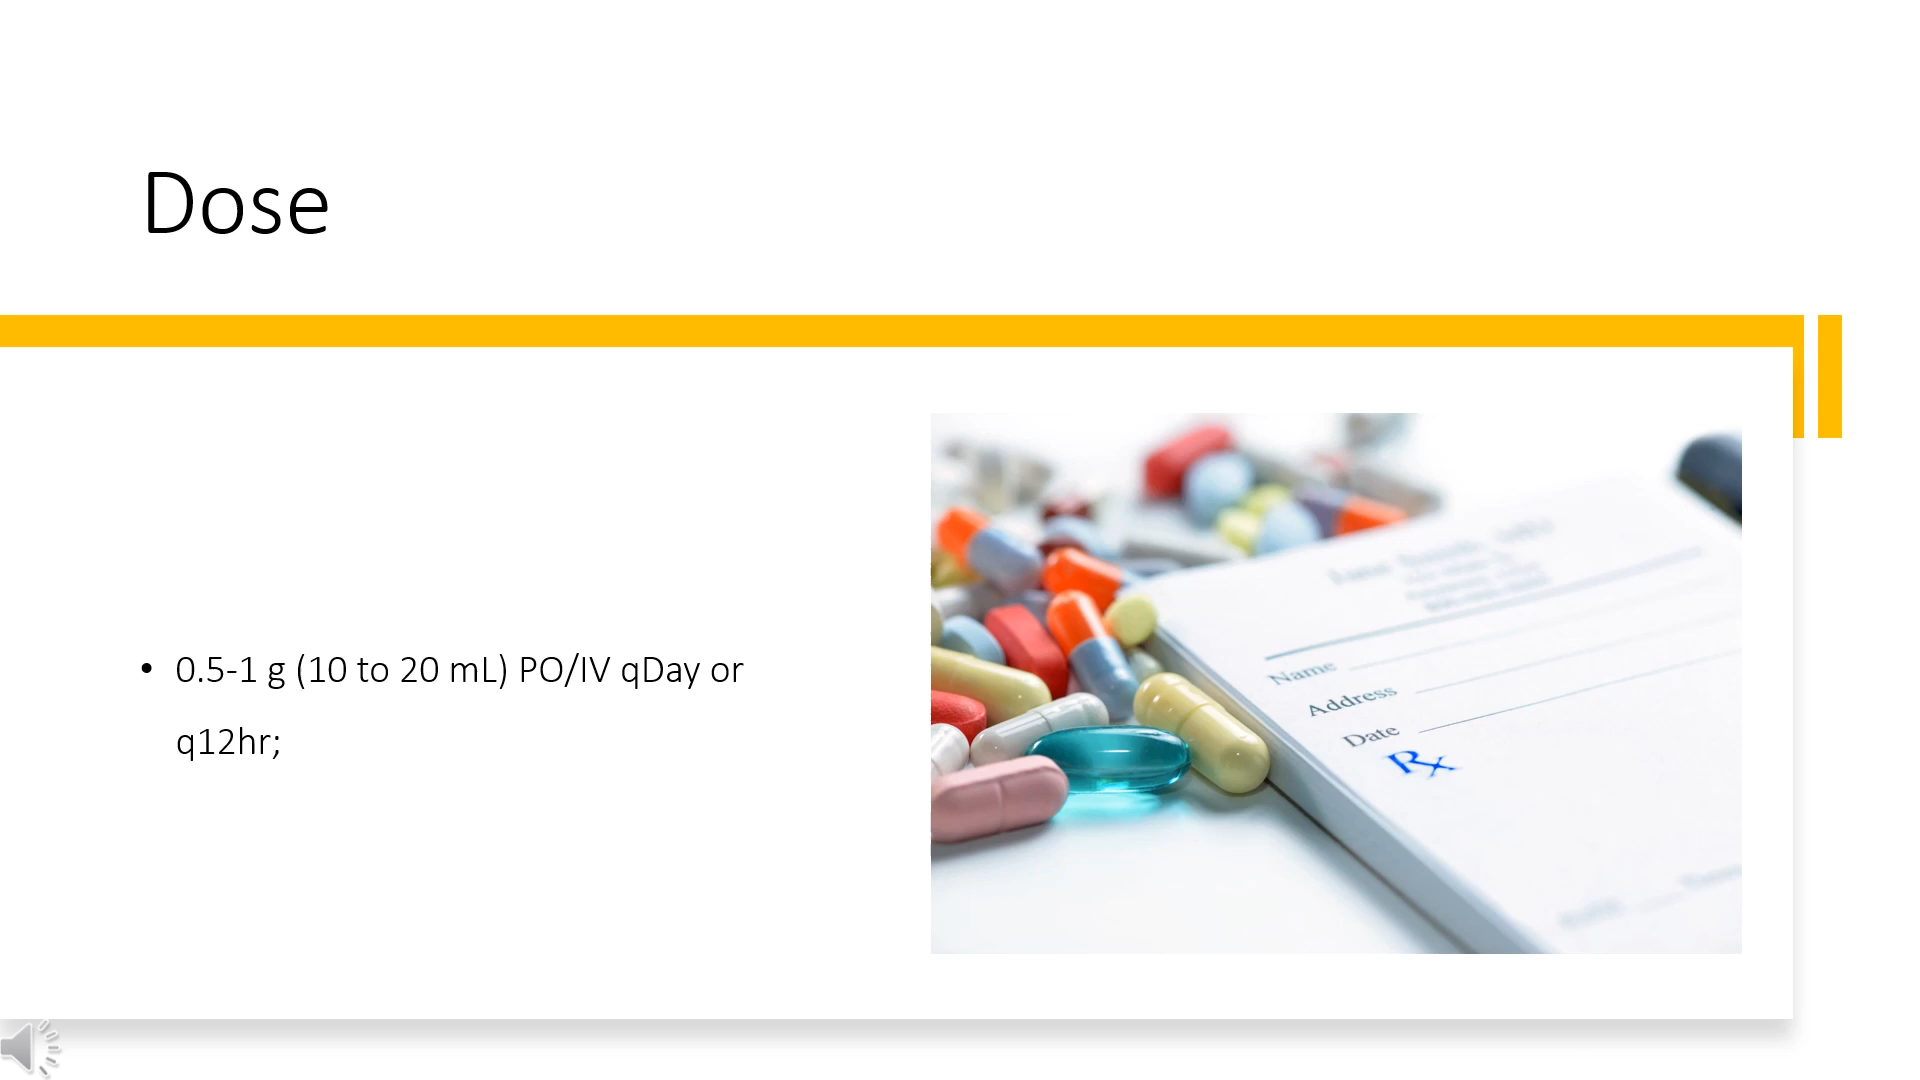 Dose
• 0.5-1 g (10 to 20 mL) PO/IV qDay or
q12hr;
Name
Address
Date
Rx